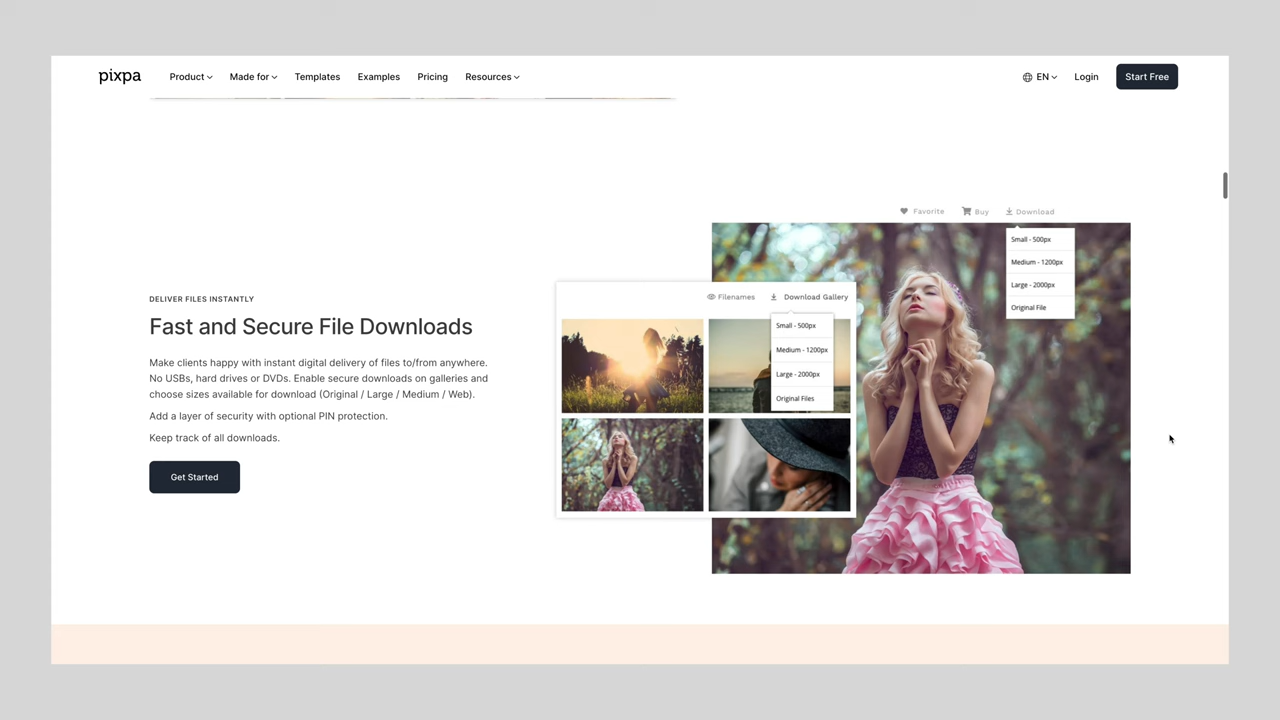 pixpa Product Made for Templates Examples Pricing Resources EN Login Start Free
Favorite Buy Download
Small - 500px
Medium - 1200px
Large - 2000px
Original File
Filenames Download Gallery
Small - 500px
Medium - 1200px
Large - 2000px
Original Files
DELIVER FILES INSTANTLY
Fast and Secure File Downloads
Make clients happy with instant digital delivery of files to/from anywhere.
No USBs, hard drives or DVDs. Enable secure downloads on galleries and
choose sizes available for download (Original / Large / Medium / Web).
Add a layer of security with optional PIN protection.
Keep track of all downloads.
Get Started